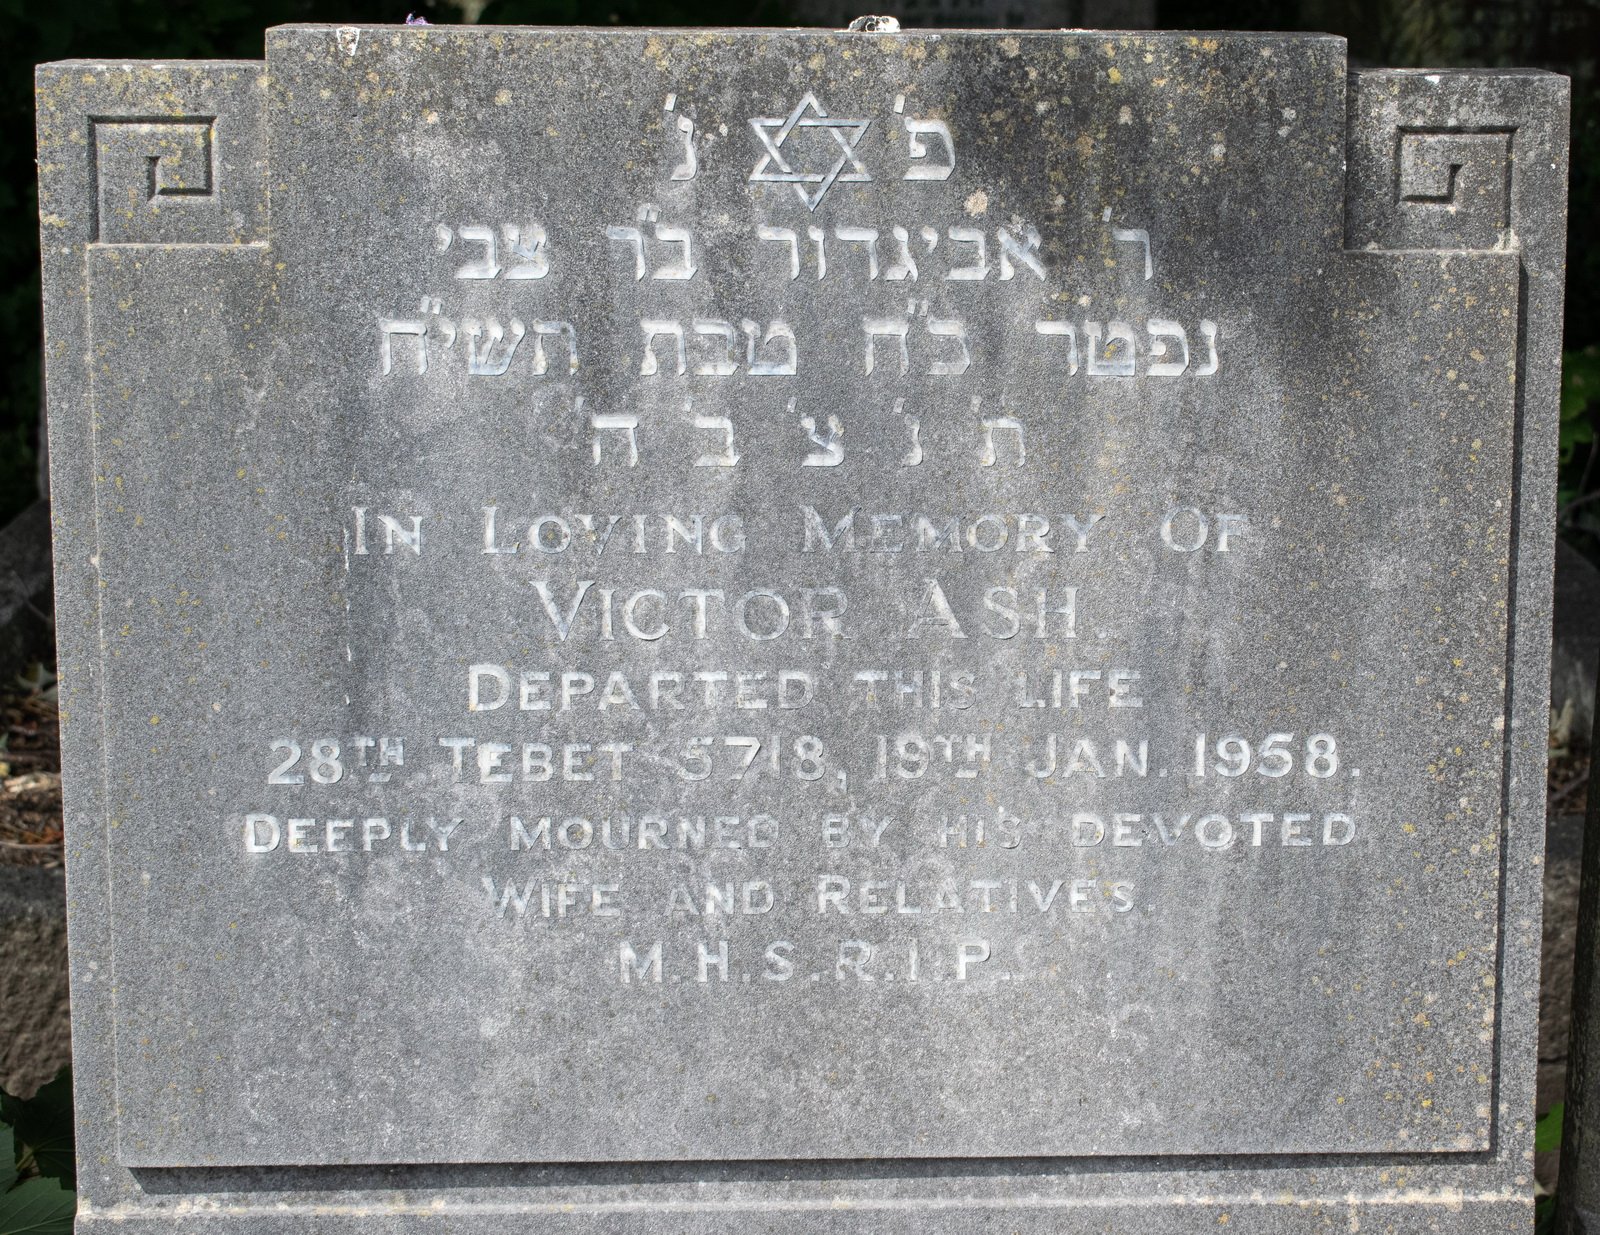 פ' נ'
ר' אביגדור ב"ר צבי
נפטר כ"ח טבת תשי"ח
ת' נ' צ' ב' ה'
IN LOVING MEMORY OF
VICTOR ASH.
DEPARTED THIS LIFE
28TH TEBET 5718, 19TH JAN. 1958.
DEEPLY MOURNED BY HIS DEVOTED
WIFE AND RELATIVES.
M.H.S.R.I.P.